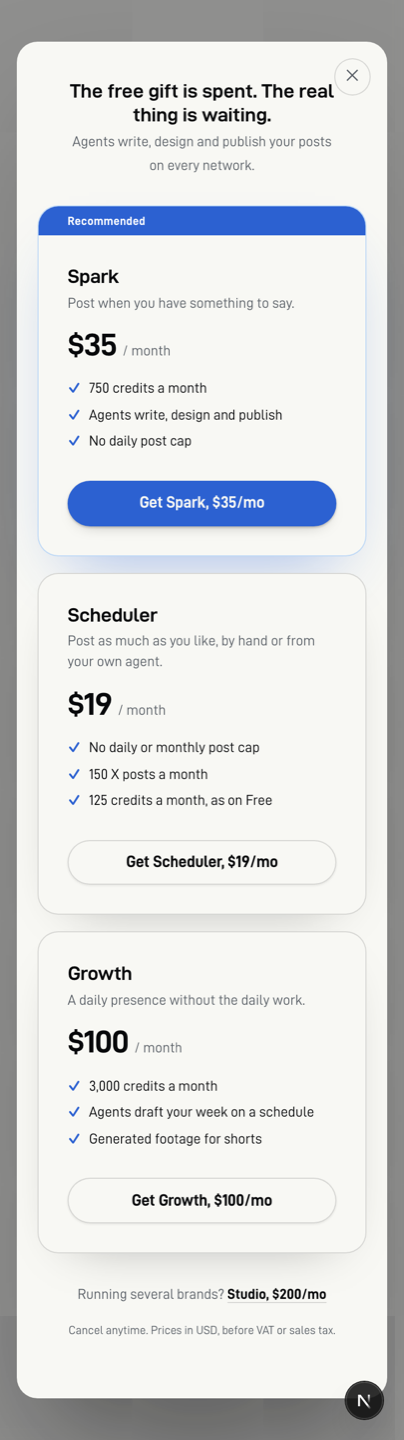 The free gift is spent. The real
thing is waiting.
Agents write, design and publish your posts
on every network.
Recommended
Spark
Post when you have something to say.
$35 / month
750 credits a month
Agents write, design and publish
No daily post cap
Get Spark, $35/mo
Scheduler
Post as much as you like, by hand or from
your own agent.
$19 / month
No daily or monthly post cap
150 X posts a month
125 credits a month, as on Free
Get Scheduler, $19/mo
Growth
A daily presence without the daily work.
$100 / month
3,000 credits a month
Agents draft your week on a schedule
Generated footage for shorts
Get Growth, $100/mo
Running several brands? Studio, $200/mo
Cancel anytime. Prices in USD, before VAT or sales tax.
N